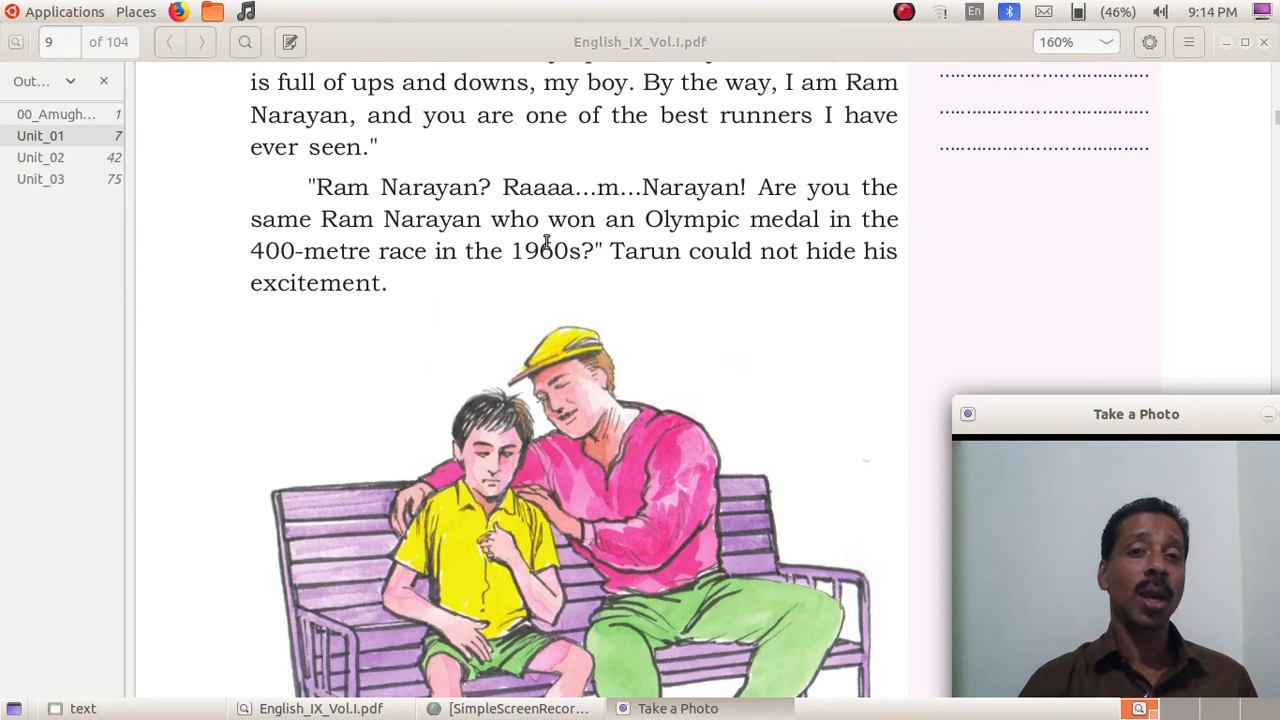 Applications Places En (46%) 9:14 PM
9 of 104 English_IX_Vol.I.pdf 160%
Out...
00_Amugh... 1
Unit_01 7
Unit_02 42
Unit_03 75
is full of ups and downs, my boy. By the way, I am Ram
Narayan, and you are one of the best runners I have
ever seen."
"Ram Narayan? Raaaa...m...Narayan! Are you the
same Ram Narayan who won an Olympic medal in the
400-metre race in the 1960s?" Tarun could not hide his
excitement.
Take a Photo
text English_IX_Vol.I.pdf [SimpleScreenRecor... Take a Photo